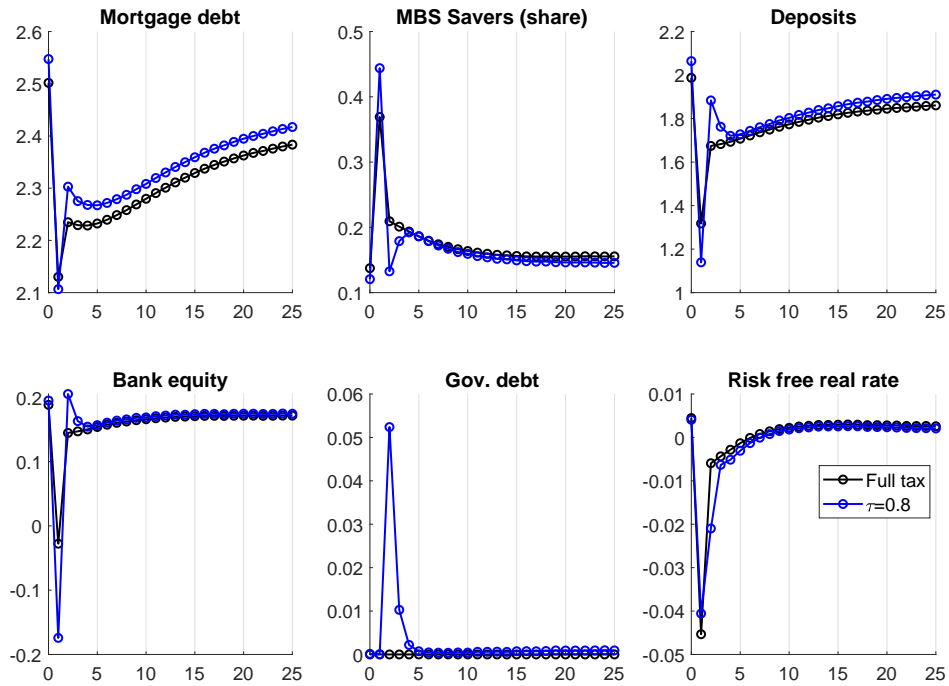 Mortgage debt
2.6
2.5
2.4
2.3
2.2
2.1
0 5 10 15 20 25
MBS Savers (share)
0.5
0.4
0.3
0.2
0.1
0 5 10 15 20 25
Deposits
2.2
2
1.8
1.6
1.4
1.2
1
0 5 10 15 20 25
Bank equity
0.2
0.1
0
-0.1
-0.2
0 5 10 15 20 25
Gov. debt
0.06
0.05
0.04
0.03
0.02
0.01
0
0 5 10 15 20 25
Risk free real rate
0.01
0
-0.01
-0.02
-0.03
-0.04
-0.05
0 5 10 15 20 25
Full tax
τ=0.8